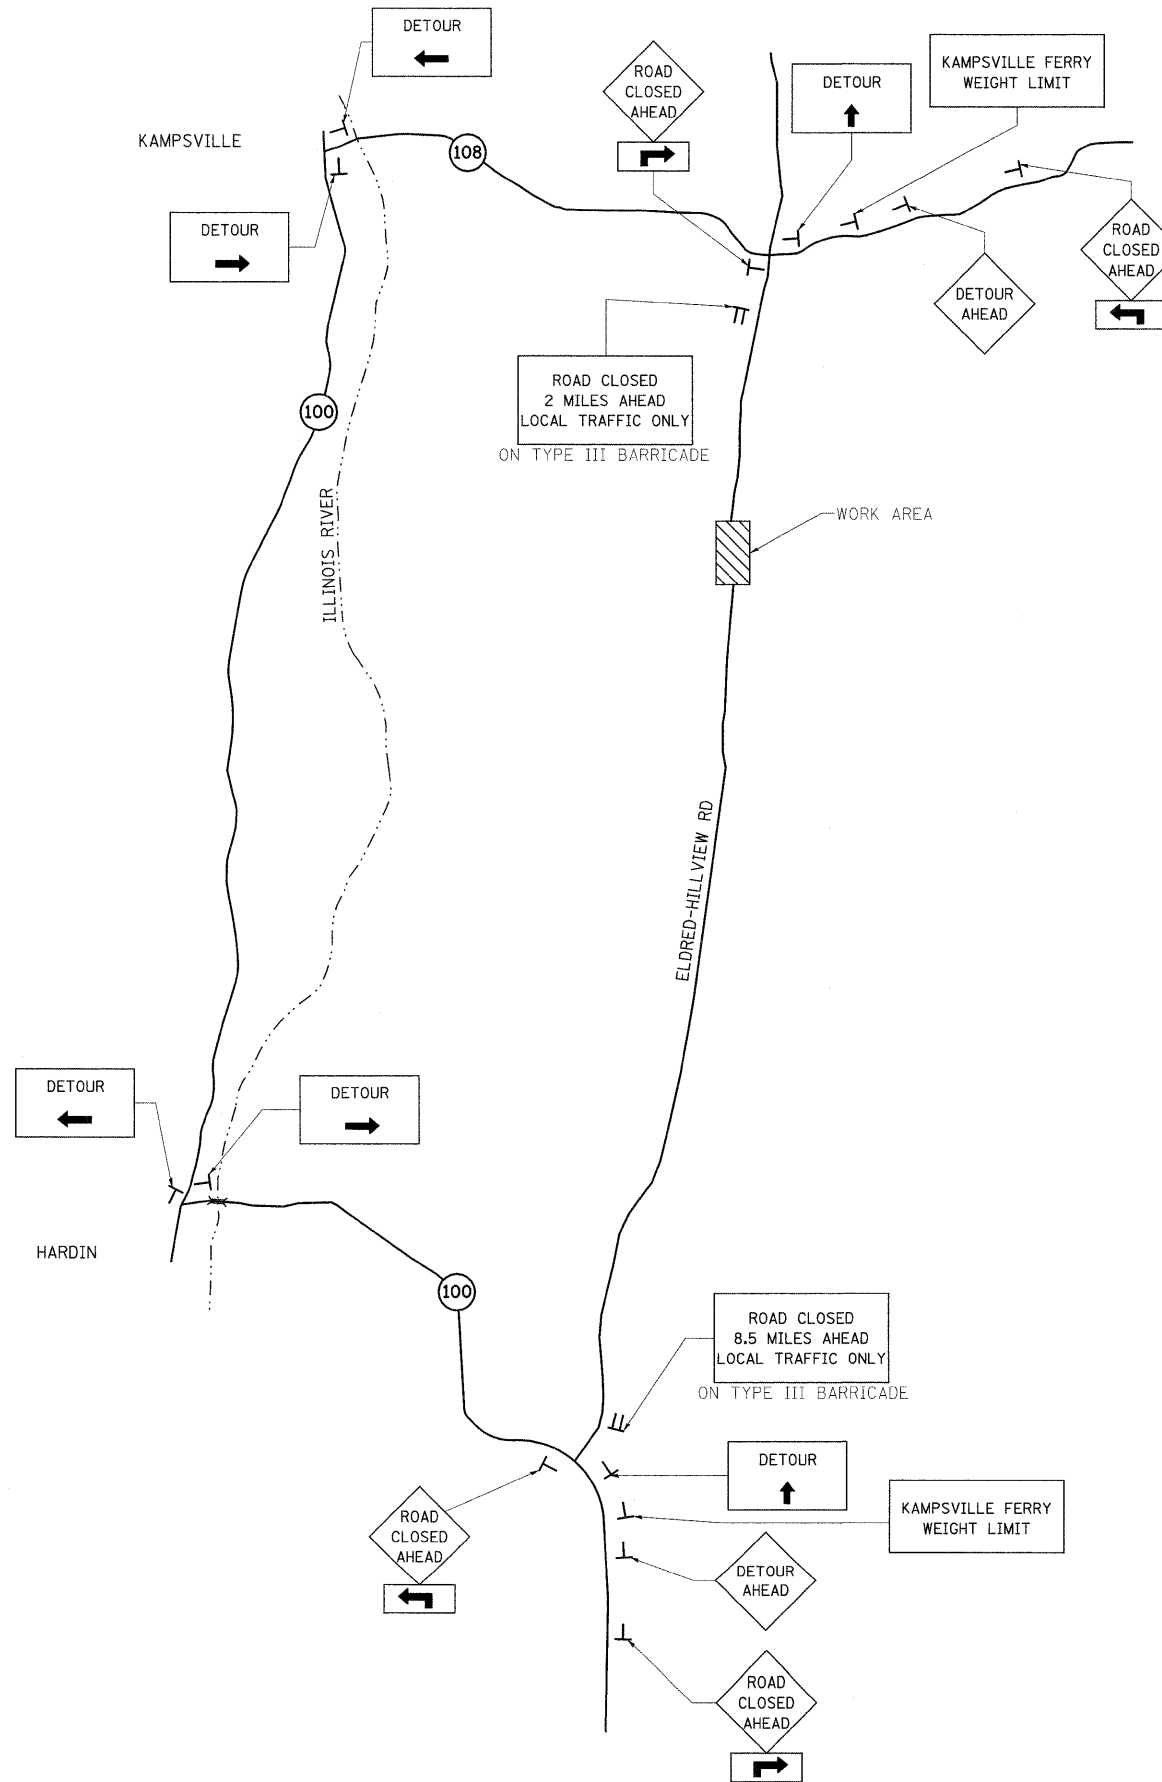 DETOUR
KAMPSVILLE
108
ROAD
CLOSED
AHEAD
DETOUR
KAMPSVILLE FERRY
WEIGHT LIMIT
DETOUR
ROAD
CLOSED
AHEAD
DETOUR
AHEAD
ROAD CLOSED
2 MILES AHEAD
LOCAL TRAFFIC ONLY
ON TYPE III BARRICADE
100
ILLINOIS RIVER
WORK AREA
ELDRED-HILLVIEW RD
DETOUR
DETOUR
HARDIN
100
ROAD CLOSED
8.5 MILES AHEAD
LOCAL TRAFFIC ONLY
ON TYPE III BARRICADE
DETOUR
ROAD
CLOSED
AHEAD
KAMPSVILLE FERRY
WEIGHT LIMIT
DETOUR
AHEAD
ROAD
CLOSED
AHEAD